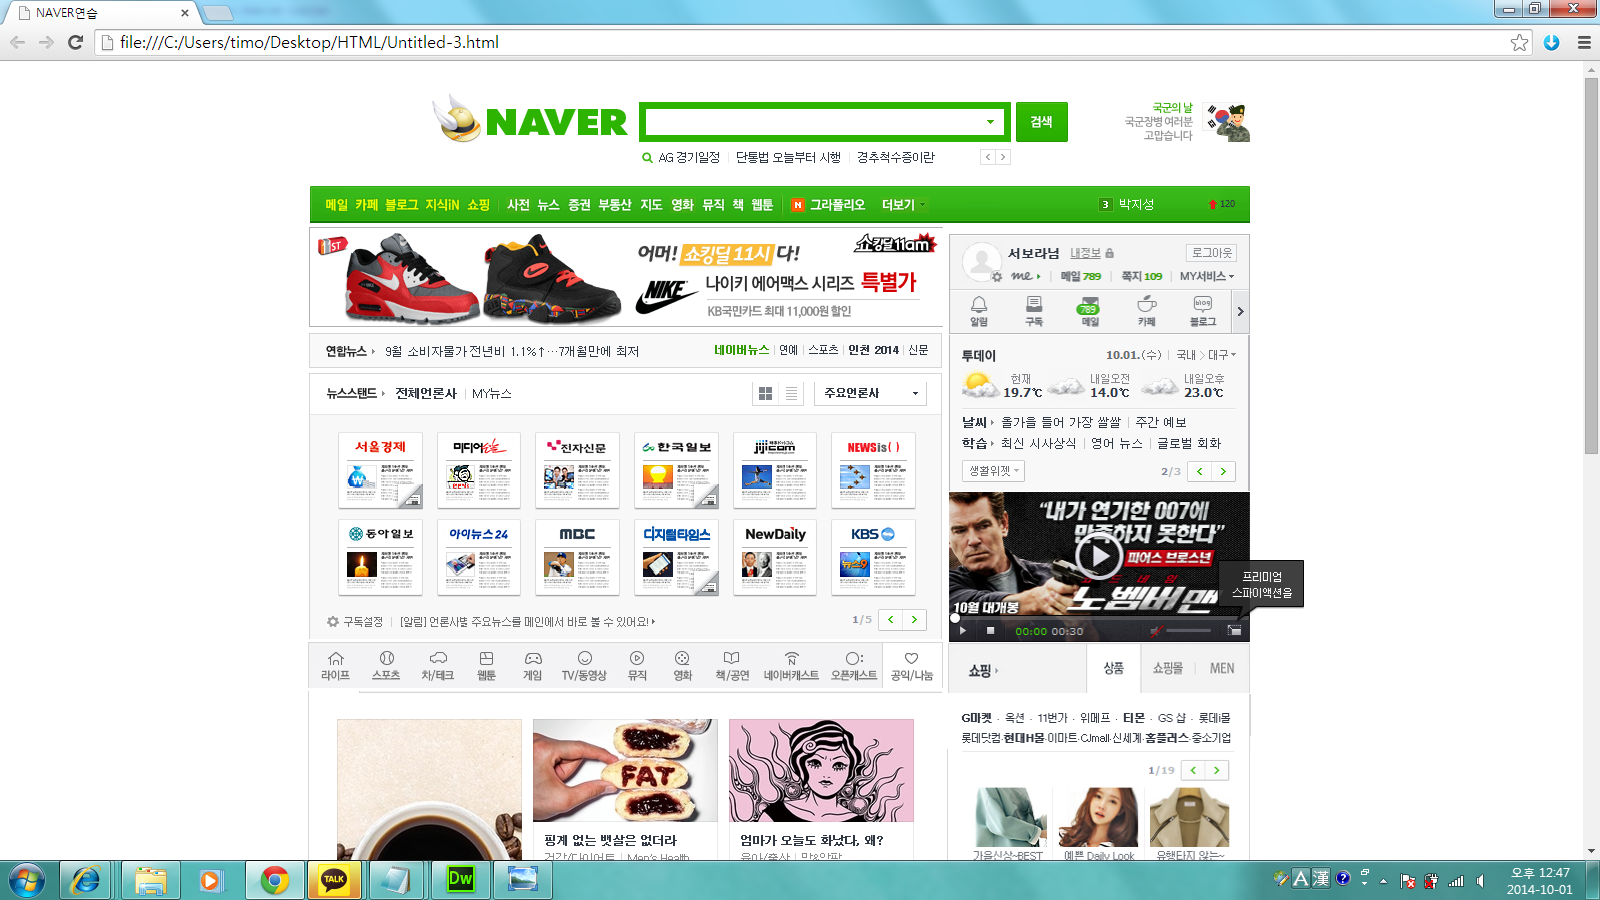 NAVER연습
file:///C:/Users/timo/Desktop/HTML/Untitled-3.html
NAVER
검색
국군의 날
국군장병 여러분
고맙습니다
AG 경기일정 단통법 오늘부터 시행 경추척수증이란
메일 카페 블로그 지식iN 쇼핑 사전 뉴스 증권 부동산 지도 영화 뮤직 책 웹툰 N 그라폴리오 더보기 3 박지성 120
11ST
어머! 쇼킹딜 11시 다!
쇼킹딜 11am
NIKE 나이키 에어맥스 시리즈 특별가
KB국민카드 최대 11,000원 할인
서보라님 내정보 로그아웃
me 메일 789 쪽지 109 MY서비스
789
blog
알림 구독 메일 카페 블로그
연합뉴스 9월 소비자물가 전년비 1.1%↑…7개월만에 최저 네이버뉴스 연예 스포츠 인천 2014 신문
투데이 10.01.(수) 국내 대구
현재 19.7℃ 내일오전 14.0℃ 내일오후 23.0℃
날씨 올가을 들어 가장 쌀쌀 주간 예보
학습 최신 시사상식 영어 뉴스 글로벌 회화
생활위젯 2/3
뉴스스탠드 전체언론사 MY뉴스 주요언론사
서울경제 미디어오늘 전자신문 한국일보 jjjcom NEWSis( )
동아일보 아이뉴스24 MBC 디지털타임스 NewDaily KBS
뉴스9
구독설정 [알림] 언론사별 주요뉴스를 메인에서 바로 볼 수 있어요! 1/5
“내가 연기한 007에
만족하지 못한다”
피어스 브로스넌
코드네임
노벰버 맨
10월 대개봉
프리미엄
스파이액션을
00:00 00:30
라이프 스포츠 차/테크 웹툰 게임 TV/동영상 뮤직 영화 책/공연 네이버캐스트 오픈캐스트 공익/나눔
쇼핑 상품 쇼핑몰 MEN
G마켓 · 옥션 · 11번가 · 위메프 · 티몬 · GS 샵 · 롯데i몰
롯데닷컴·현대H몰·이마트·CJmall·신세계·홈플러스·중소기업
1/19
FAT
핑계 없는 뱃살은 없더라
건강/다이어트 | Men's Health
엄마가 오늘도 화났다, 왜?
육아/출산 | 맘&앙팡
가을신상~BEST 예쁜 Daily Look 유행타지 않는~
TALK
Dw
A 漢
오후 12:47
2014-10-01